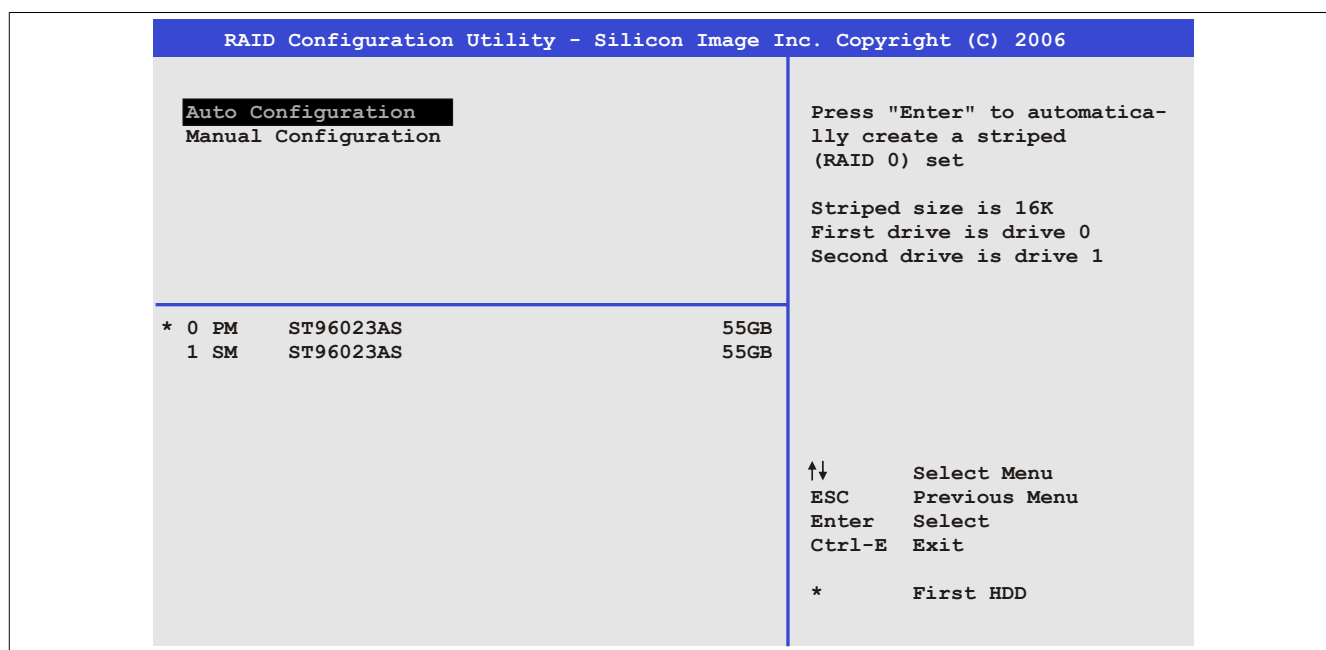 RAID Configuration Utility - Silicon Image Inc. Copyright (C) 2006
Auto Configuration
Manual Configuration
Press "Enter" to automatica-
lly create a striped
(RAID 0) set
Striped size is 16K
First drive is drive 0
Second drive is drive 1
* 0 PM ST96023AS 55GB
1 SM ST96023AS 55GB
↑↓ Select Menu
ESC Previous Menu
Enter Select
Ctrl-E Exit
* First HDD